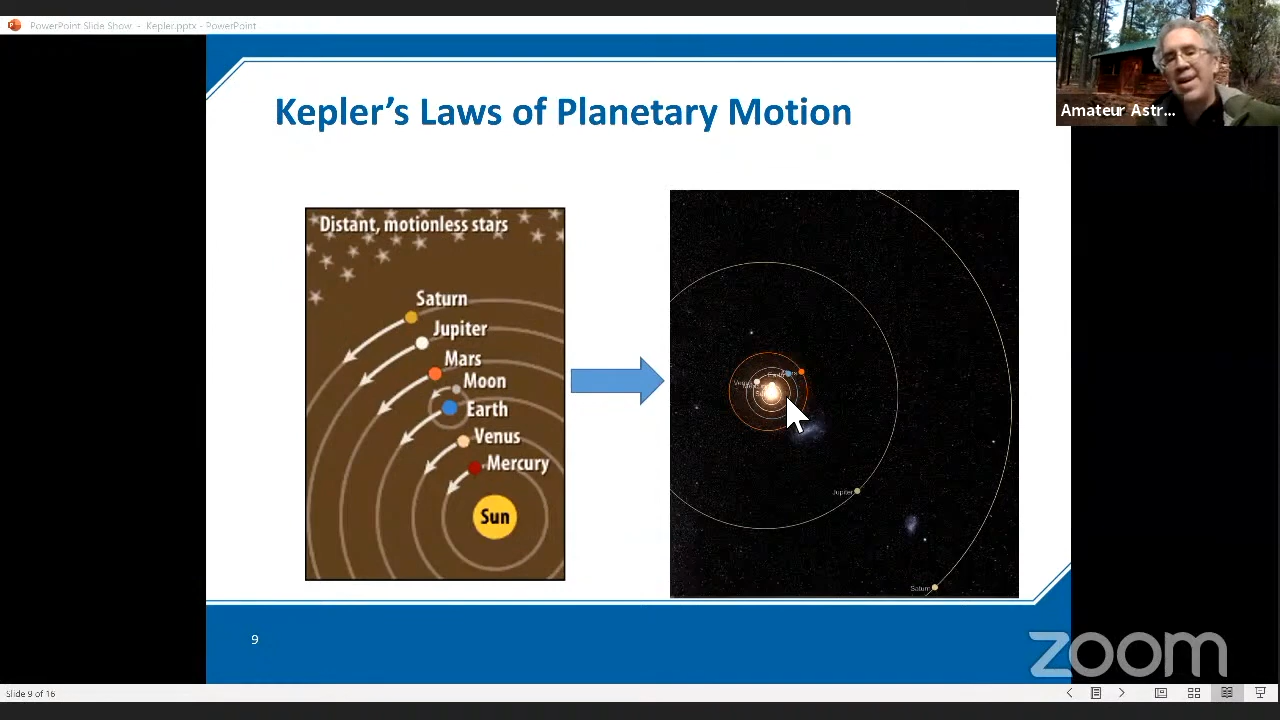 PowerPoint Slide Show - Kepler.pptx - PowerPoint
Amateur Astr...
Kepler's Laws of Planetary Motion
Distant, motionless stars
Saturn
Jupiter
Mars
Moon
Earth
Venus
Mercury
Sun
Jupiter
Saturn
9
zoom
Slide 9 of 16